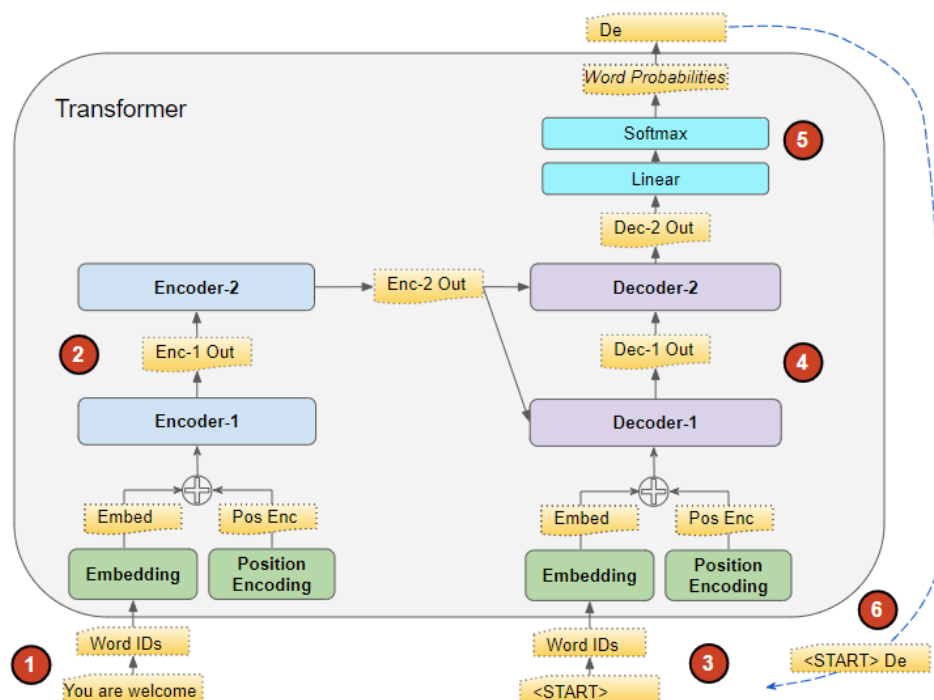 De
Word Probabilities
Transformer
Softmax
5
Linear
Dec-2 Out
Encoder-2
Enc-2 Out
Decoder-2
2
Enc-1 Out
Dec-1 Out
4
Encoder-1
Decoder-1
Embed
Pos Enc
Embed
Pos Enc
Embedding
Position
Encoding
Embedding
Position
Encoding
6
1
Word IDs
Word IDs
3
<START> De
You are welcome
<START>